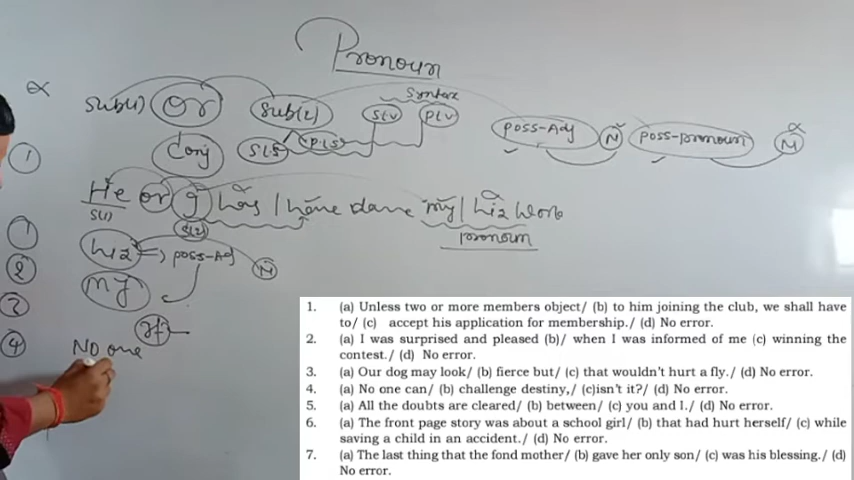 Pronoun
Syntax
Sub(1) or Sub(2) S(v) P(v) Poss-Adj N Poss-pronoun N
① Conj S(s) P(s)
He or I has | have done my | his work
S(1) S(2) pronoun
① his => poss-Adj N
② my
③
④ No one
1. (a) Unless two or more members object/ (b) to him joining the club, we shall have
to/ (c) accept his application for membership./ (d) No error.
2. (a) I was surprised and pleased (b)/ when I was informed of me (c) winning the
contest./ (d) No error.
3. (a) Our dog may look/ (b) fierce but/ (c) that wouldn't hurt a fly./ (d) No error.
4. (a) No one can/ (b) challenge destiny,/ (c)isn't it?/ (d) No error.
5. (a) All the doubts are cleared/ (b) between/ (c) you and I./ (d) No error.
6. (a) The front page story was about a school girl/ (b) that had hurt herself/ (c) while
saving a child in an accident./ (d) No error.
7. (a) The last thing that the fond mother/ (b) gave her only son/ (c) was his blessing./ (d)
No error.